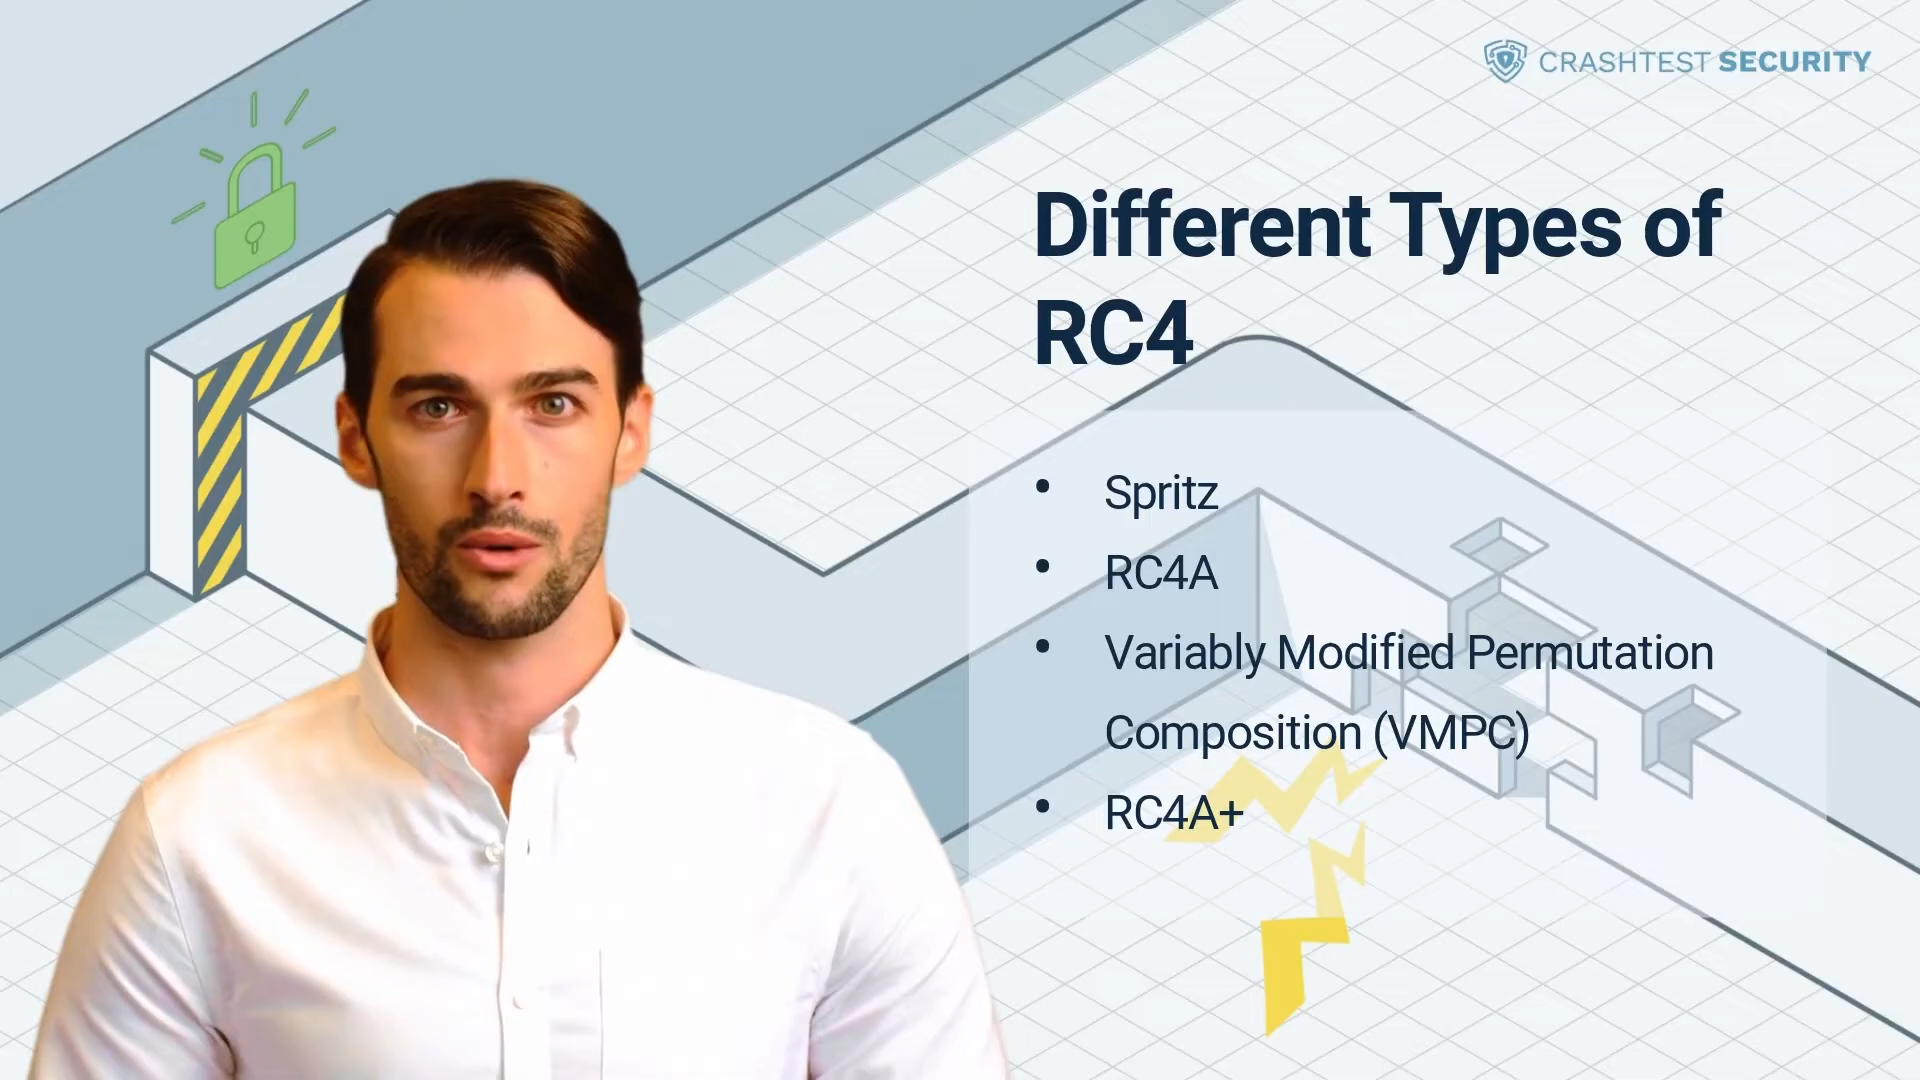 CRASHTEST SECURITY
Different Types of
RC4
• Spritz
• RC4A
• Variably Modified Permutation
Composition (VMPC)
• RC4A+